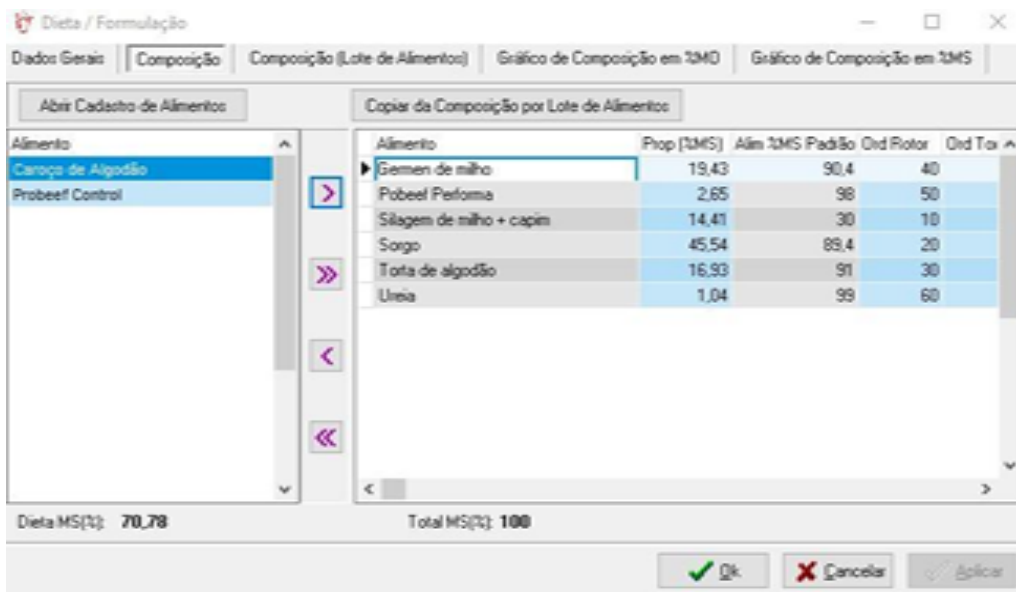 Dieta / Formulação
Dados Gerais Composição Composição (Lote de Alimentos) Gráfico de Composição em %MO Gráfico de Composição em %MS
Abrir Cadastro de Alimentos Copiar da Composição por Lote de Alimentos
Alimento
Caroço de Algodão
Probeef Control
Alimento Prop (%MS) Alim %MS Padrão Ord Rotor Ord Tor
Germen de milho 19,43 90,4 40
Pobeef Performa 2,65 98 50
Silagem de milho + capim 14,41 30 10
Sorgo 45,54 89,4 20
Torta de algodão 16,93 91 30
Ureia 1,04 99 60
Dieta MS(%): 70,78 Total MS(%): 100
Ok Cancelar Aplicar